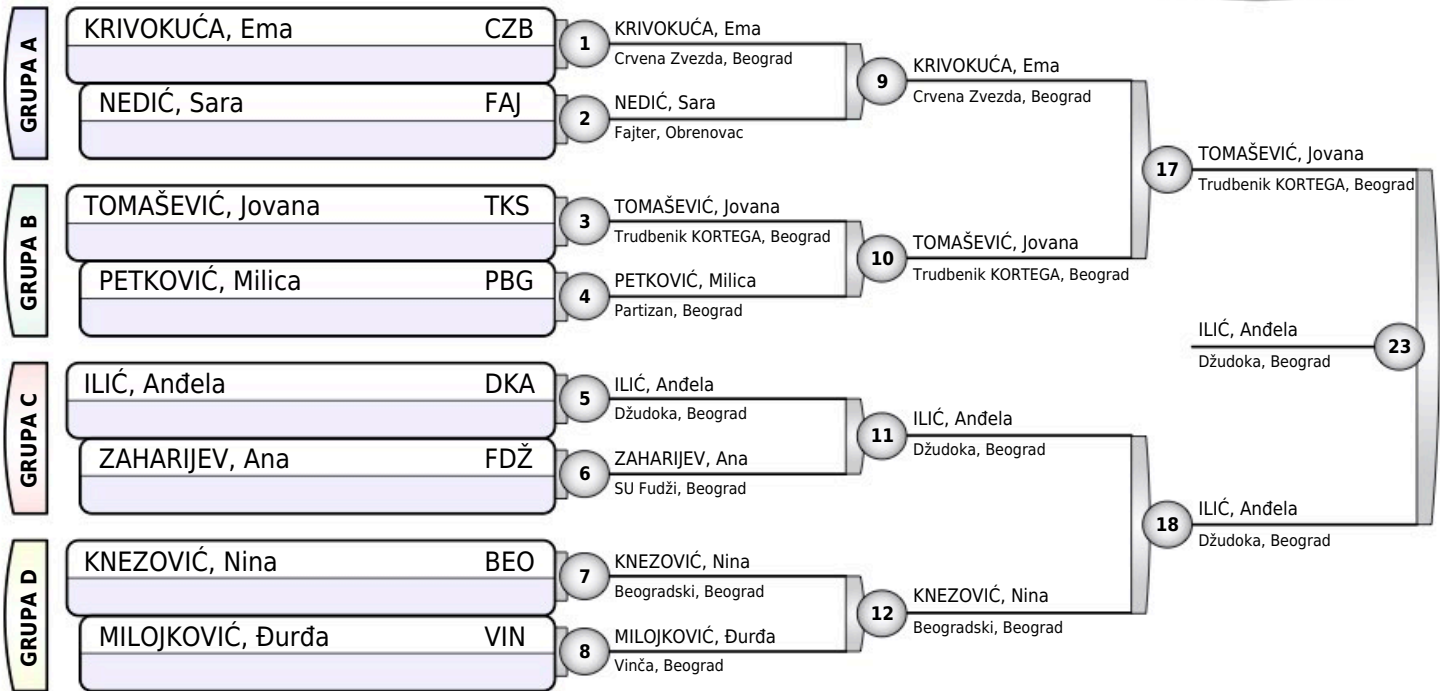 GRUPA A
KRIVOKUĆA, Ema CZB
NEDIĆ, Sara FAJ
1
KRIVOKUĆA, Ema
Crvena Zvezda, Beograd
2
NEDIĆ, Sara
Fajter, Obrenovac
9
KRIVOKUĆA, Ema
Crvena Zvezda, Beograd
GRUPA B
TOMAŠEVIĆ, Jovana TKS
PETKOVIĆ, Milica PBG
3
TOMAŠEVIĆ, Jovana
Trudbenik KORTEGA, Beograd
4
PETKOVIĆ, Milica
Partizan, Beograd
10
TOMAŠEVIĆ, Jovana
Trudbenik KORTEGA, Beograd
17
TOMAŠEVIĆ, Jovana
Trudbenik KORTEGA, Beograd
GRUPA C
ILIĆ, Anđela DKA
ZAHARIJEV, Ana FDŽ
5
ILIĆ, Anđela
Džudoka, Beograd
6
ZAHARIJEV, Ana
SU Fudži, Beograd
11
ILIĆ, Anđela
Džudoka, Beograd
GRUPA D
KNEZOVIĆ, Nina BEO
MILOJKOVIĆ, Đurđa VIN
7
KNEZOVIĆ, Nina
Beogradski, Beograd
8
MILOJKOVIĆ, Đurđa
Vinča, Beograd
12
KNEZOVIĆ, Nina
Beogradski, Beograd
18
ILIĆ, Anđela
Džudoka, Beograd
ILIĆ, Anđela
Džudoka, Beograd
23